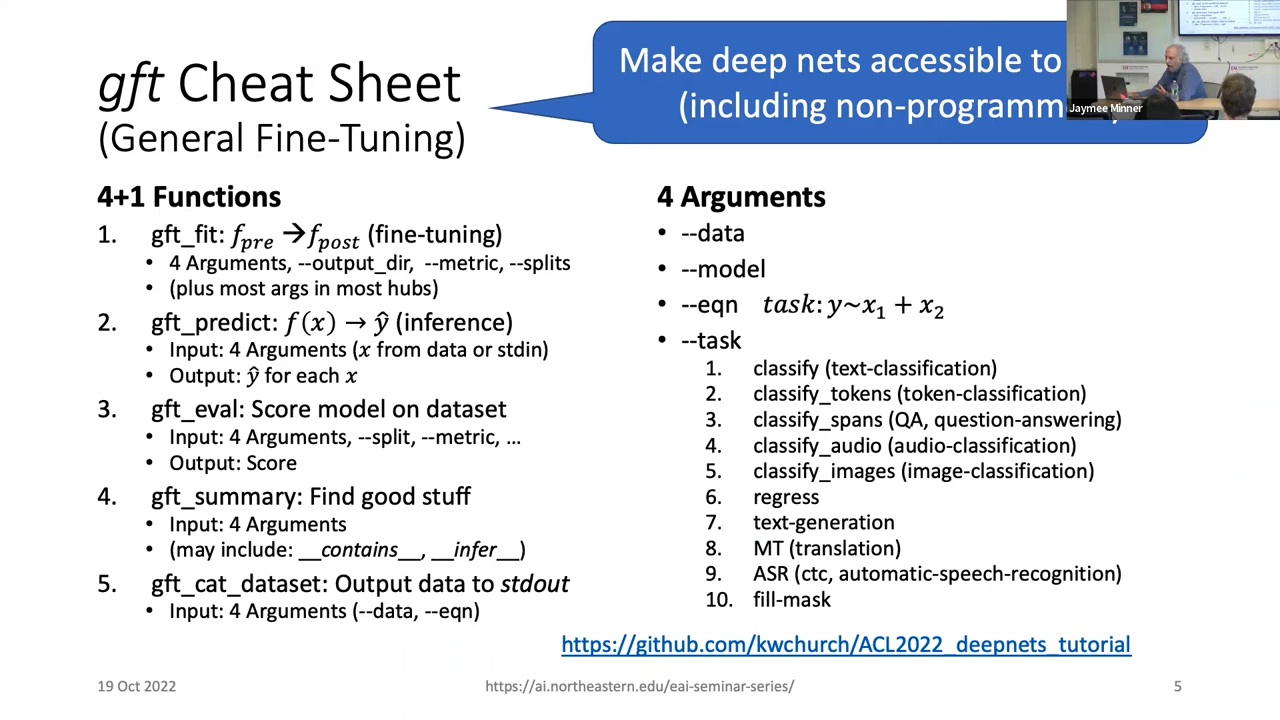 gft Cheat Sheet
(General Fine-Tuning)
Make deep nets accessible to
(including non-programm
Jaymee Minner
4+1 Functions
1. gft_fit: f_pre → f_post (fine-tuning)
• 4 Arguments, --output_dir, --metric, --splits
• (plus most args in most hubs)
2. gft_predict: f(x) → ŷ (inference)
• Input: 4 Arguments (x from data or stdin)
• Output: ŷ for each x
3. gft_eval: Score model on dataset
• Input: 4 Arguments, --split, --metric, …
• Output: Score
4. gft_summary: Find good stuff
• Input: 4 Arguments
• (may include: __contains__, __infer__)
5. gft_cat_dataset: Output data to stdout
• Input: 4 Arguments (--data, --eqn)
4 Arguments
• --data
• --model
• --eqn task: y~x₁ + x₂
• --task
1. classify (text-classification)
2. classify_tokens (token-classification)
3. classify_spans (QA, question-answering)
4. classify_audio (audio-classification)
5. classify_images (image-classification)
6. regress
7. text-generation
8. MT (translation)
9. ASR (ctc, automatic-speech-recognition)
10. fill-mask
https://github.com/kwchurch/ACL2022_deepnets_tutorial
19 Oct 2022
https://ai.northeastern.edu/eai-seminar-series/
5